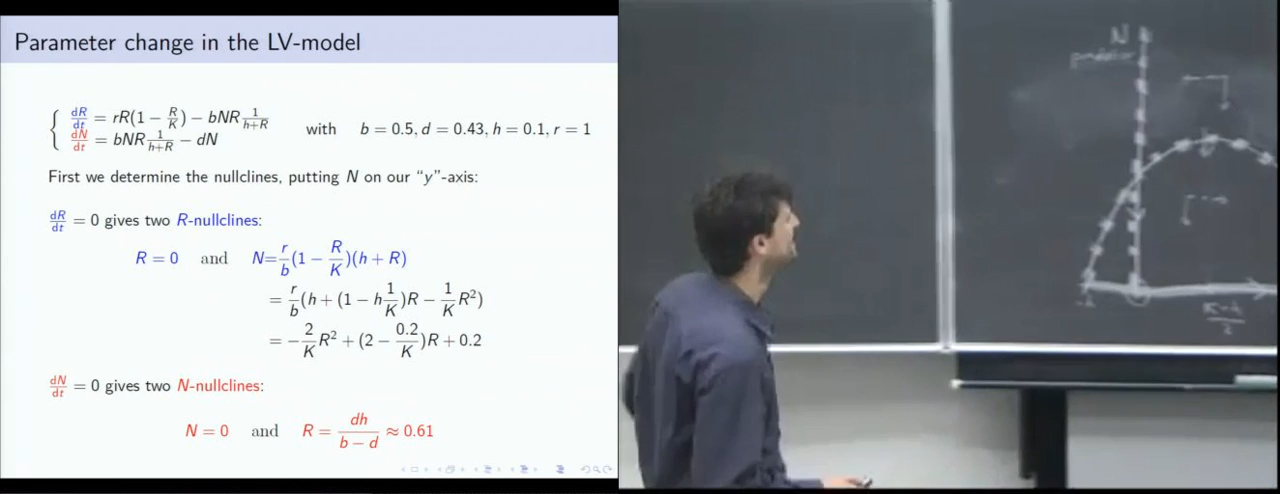 Parameter change in the LV-model
{ dR/dt = rR(1 − R/K) − bNR 1/(h+R)
dN/dt = bNR 1/(h+R) − dN
with b = 0.5, d = 0.43, h = 0.1, r = 1
First we determine the nullclines, putting N on our “y”-axis:
dR/dt = 0 gives two R-nullclines:
R = 0 and N= r/b (1 − R/K)(h + R)
= r/b (h + (1 − h 1/K)R − 1/K R²)
= − 2/K R² + (2 − 0.2/K)R + 0.2
dN/dt = 0 gives two N-nullclines:
N = 0 and R = dh/(b − d) ≈ 0.61
N
predator
K-h/2